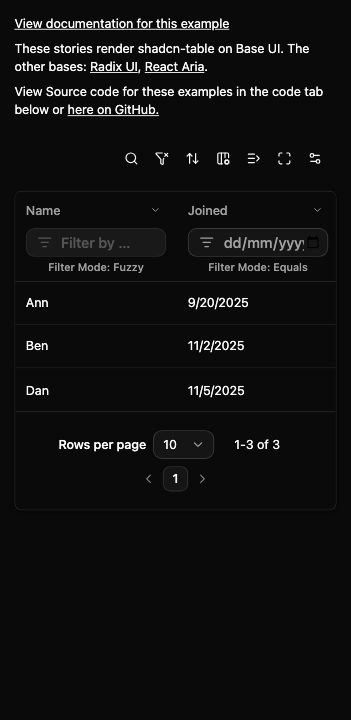 View documentation for this example
These stories render shadcn-table on Base UI. The
other bases: Radix UI, React Aria.
View Source code for these examples in the code tab
below or here on GitHub.
Name
Joined
Filter by ...
dd/mm/yyyy
Filter Mode: Fuzzy
Filter Mode: Equals
Ann
9/20/2025
Ben
11/2/2025
Dan
11/5/2025
Rows per page
10
1-3 of 3
1